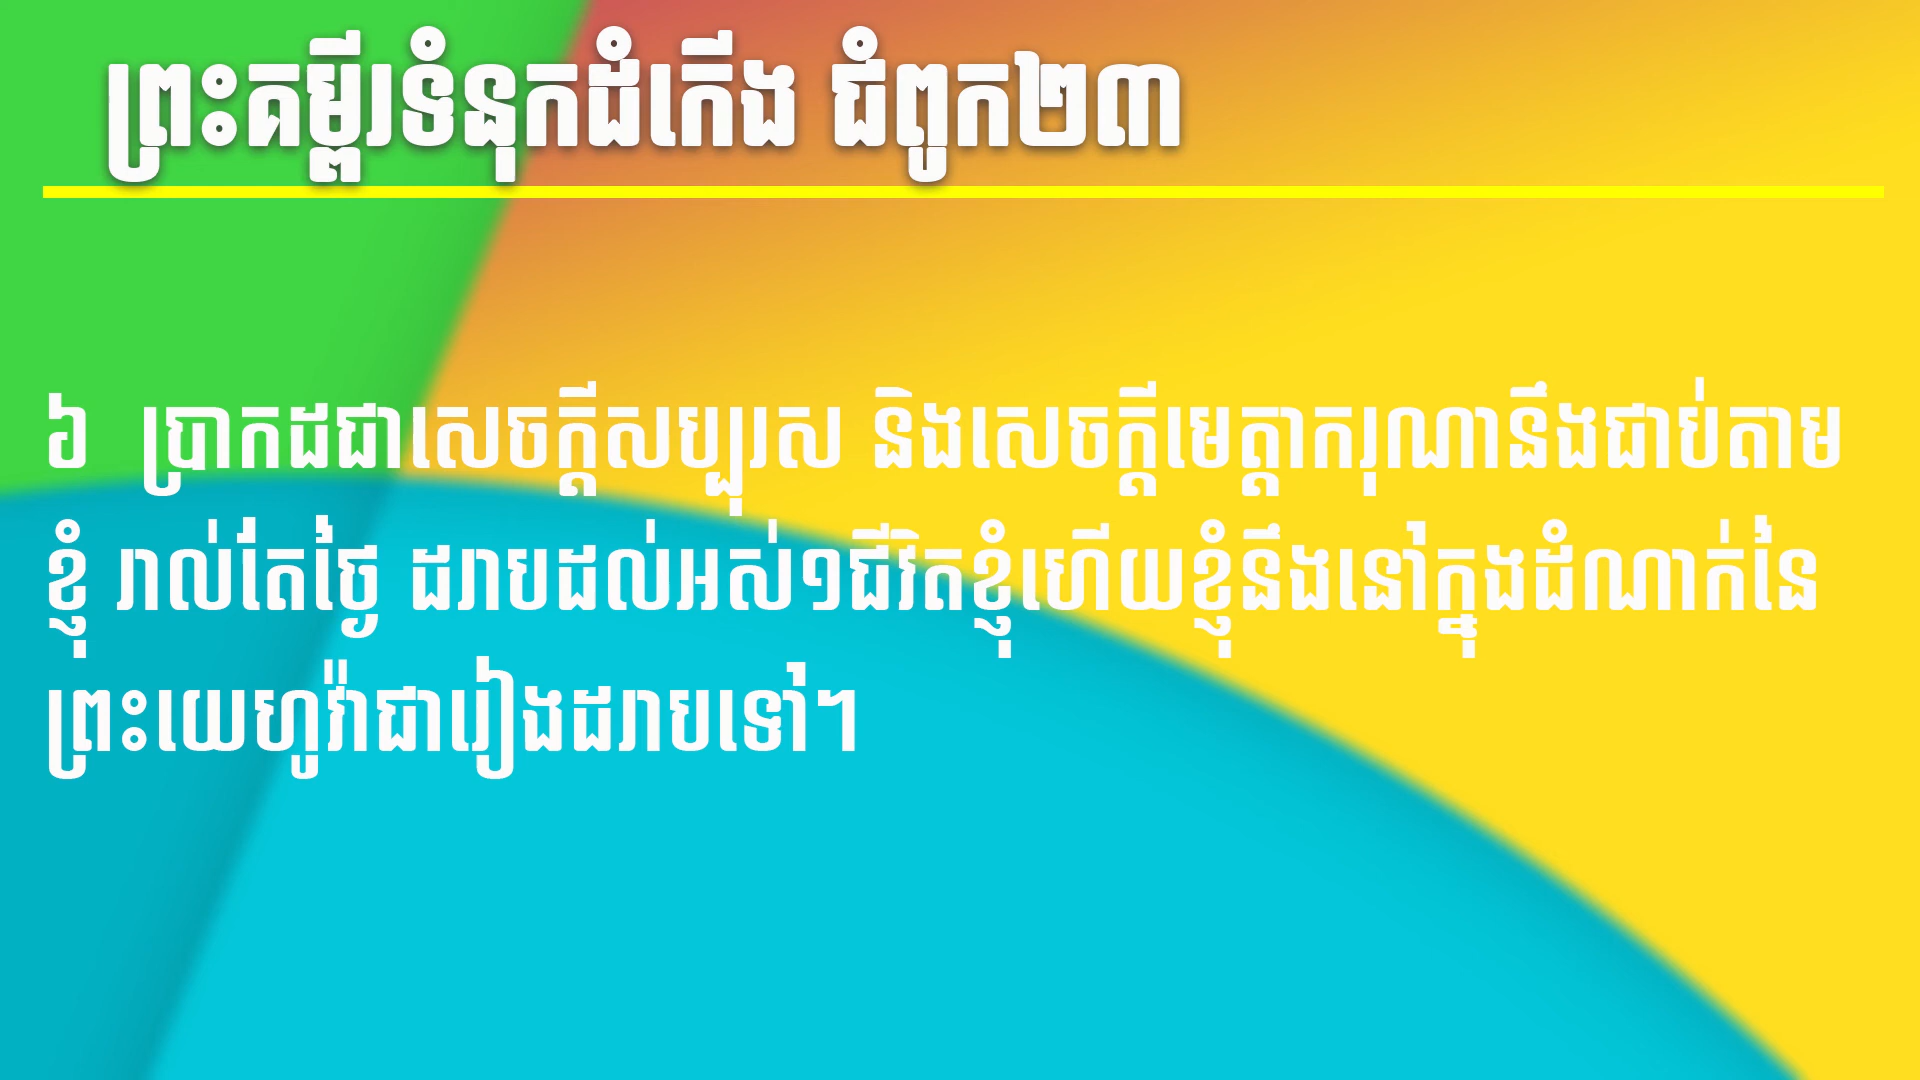 ព្រះគម្ពីរទំនុកដំកើង ជំពូក២៣
៦ ប្រាកដជាសេចក្ដីសប្បុរស និងសេចក្ដីមេត្តាករុណានឹងជាប់តាម
ខ្ញុំ រាល់តែថ្ងៃ ដរាបដល់អស់១ជីវិតខ្ញុំហើយខ្ញុំនឹងនៅក្នុងដំណាក់នៃ
ព្រះយេហូវ៉ាជារៀងដរាបទៅ។